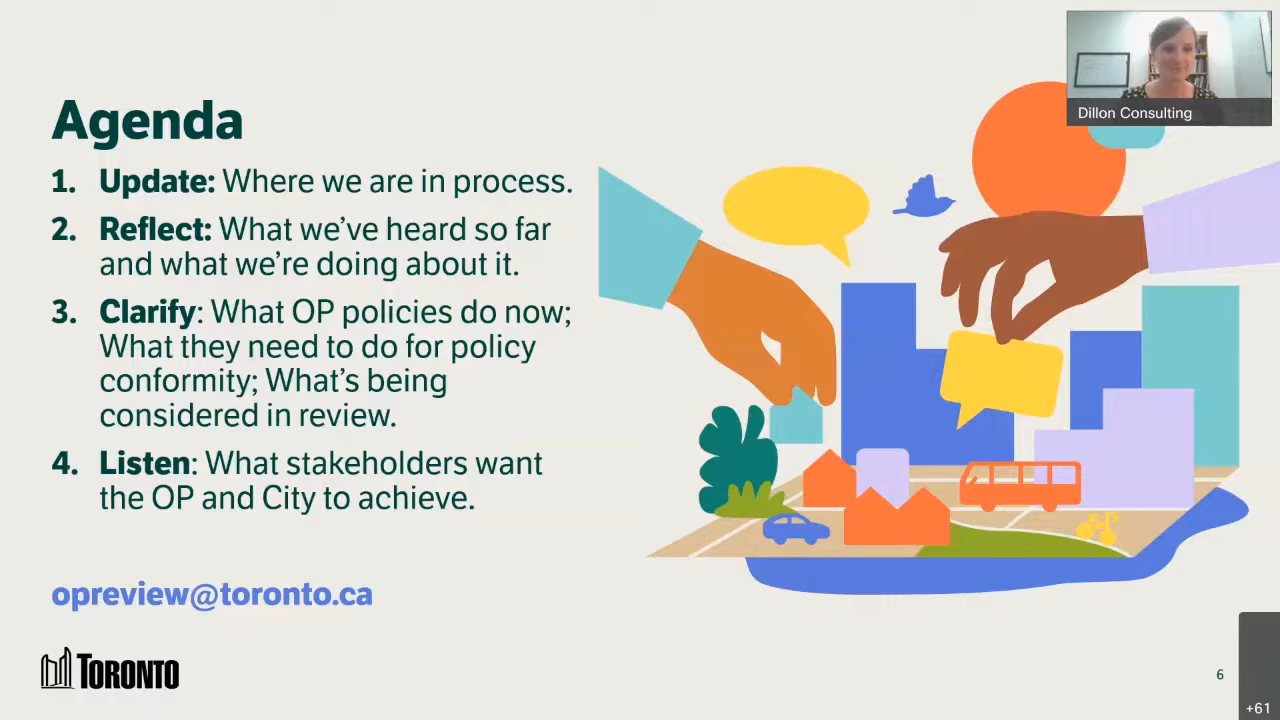 Agenda
1. Update: Where we are in process.
2. Reflect: What we've heard so far
and what we're doing about it.
3. Clarify: What OP policies do now;
What they need to do for policy
conformity; What's being
considered in review.
4. Listen: What stakeholders want
the OP and City to achieve.
opreview@toronto.ca
TORONTO
Dillon Consulting
6
+61